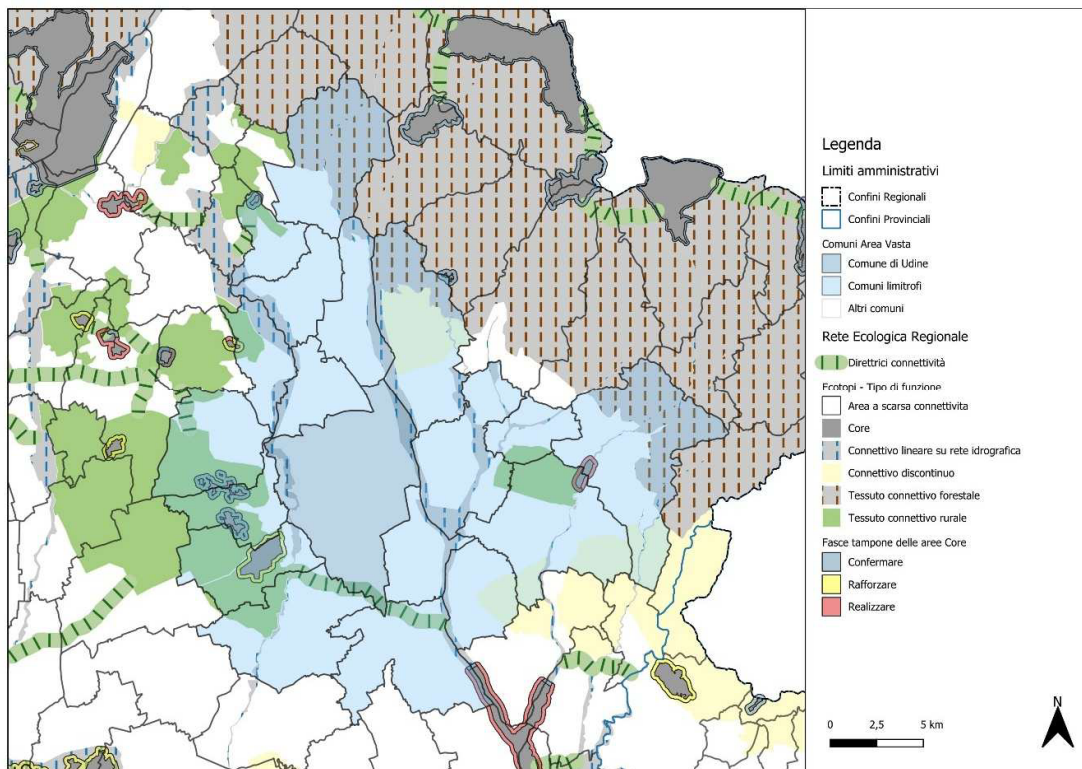 Legenda
Limiti amministrativi
Confini Regionali
Confini Provinciali
Comuni Area Vasta
Comune di Udine
Comuni limitrofi
Altri comuni
Rete Ecologica Regionale
Direttrici connettività
Ecotopi - Tipo di funzione
Area a scarsa connettivita
Core
Connettivo lineare su rete idrografica
Connettivo discontinuo
Tessuto connettivo forestale
Tessuto connettivo rurale
Fasce tampone delle aree Core
Confermare
Rafforzare
Realizzare
N
0 2,5 5 km